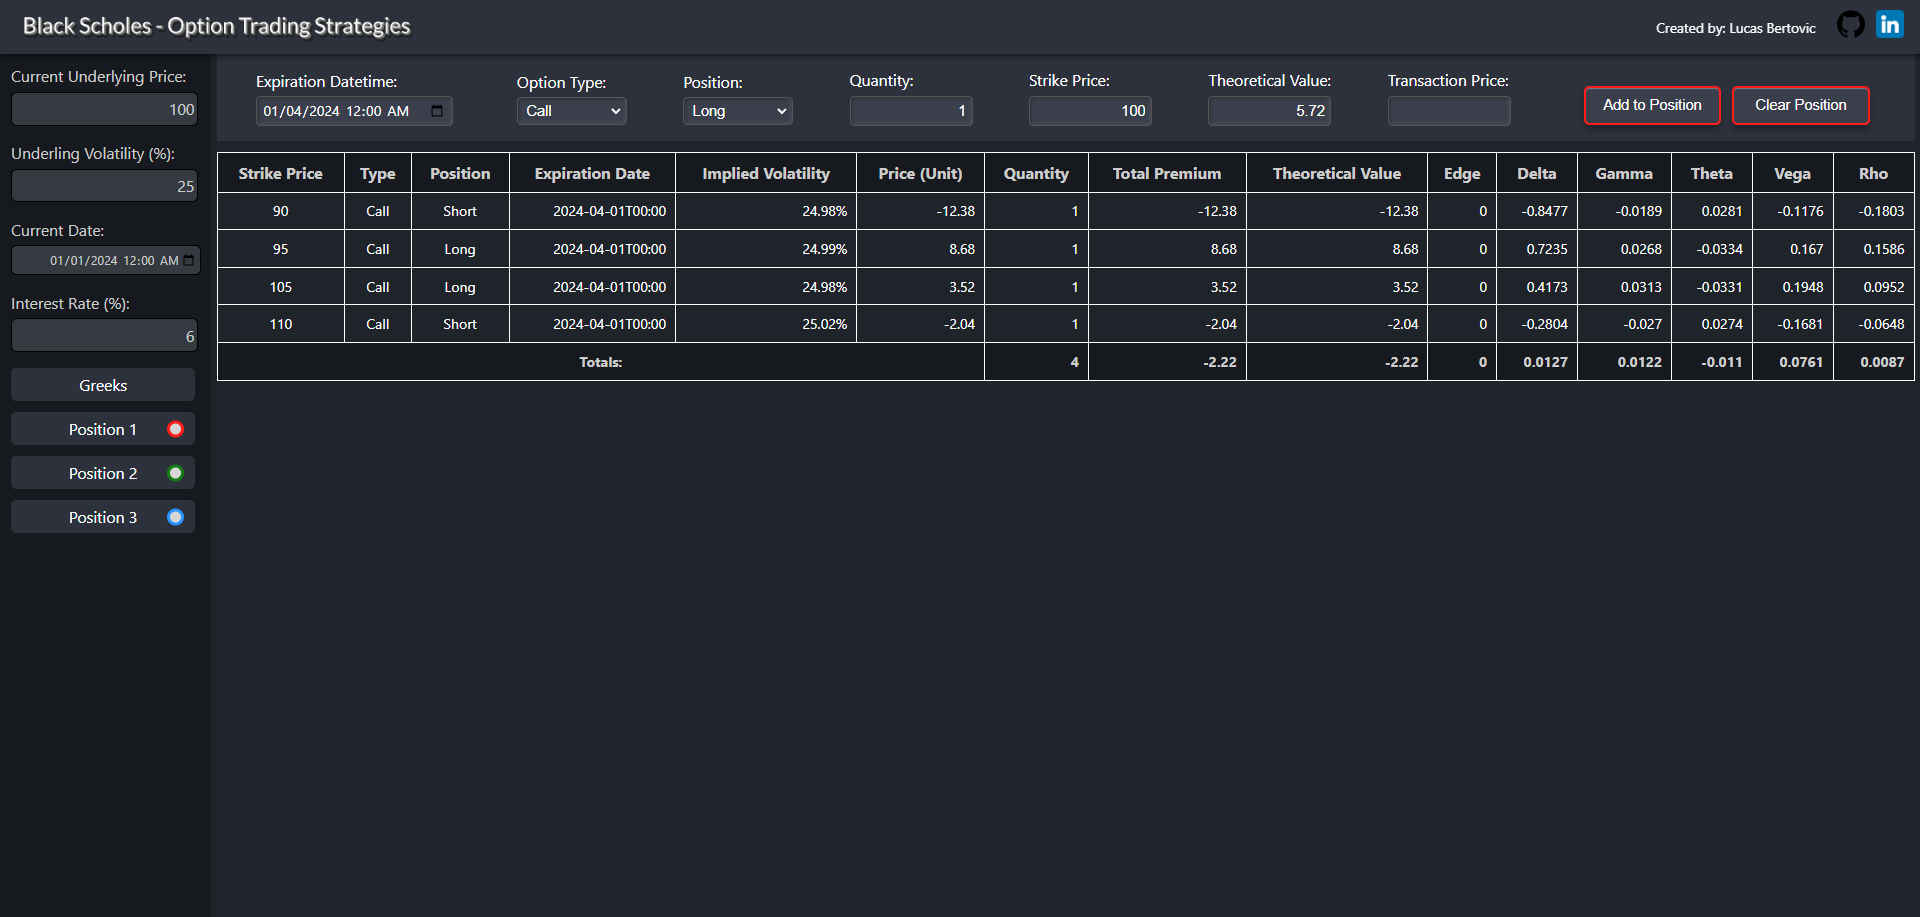 Black Scholes - Option Trading Strategies
Created by: Lucas Bertovic
in
Current Underlying Price:
100
Underling Volatility (%):
25
Current Date:
01/01/2024 12:00 AM
Interest Rate (%):
6
Greeks
Position 1
Position 2
Position 3
Expiration Datetime: Option Type: Position: Quantity: Strike Price: Theoretical Value: Transaction Price:
01/04/2024 12:00 AM Call Long 1 100 5.72 Add to Position Clear Position
Strike Price Type Position Expiration Date Implied Volatility Price (Unit) Quantity Total Premium Theoretical Value Edge Delta Gamma Theta Vega Rho
90 Call Short 2024-04-01T00:00 24.98% -12.38 1 -12.38 -12.38 0 -0.8477 -0.0189 0.0281 -0.1176 -0.1803
95 Call Long 2024-04-01T00:00 24.99% 8.68 1 8.68 8.68 0 0.7235 0.0268 -0.0334 0.167 0.1586
105 Call Long 2024-04-01T00:00 24.98% 3.52 1 3.52 3.52 0 0.4173 0.0313 -0.0331 0.1948 0.0952
110 Call Short 2024-04-01T00:00 25.02% -2.04 1 -2.04 -2.04 0 -0.2804 -0.027 0.0274 -0.1681 -0.0648
Totals: 4 -2.22 -2.22 0 0.0127 0.0122 -0.011 0.0761 0.0087